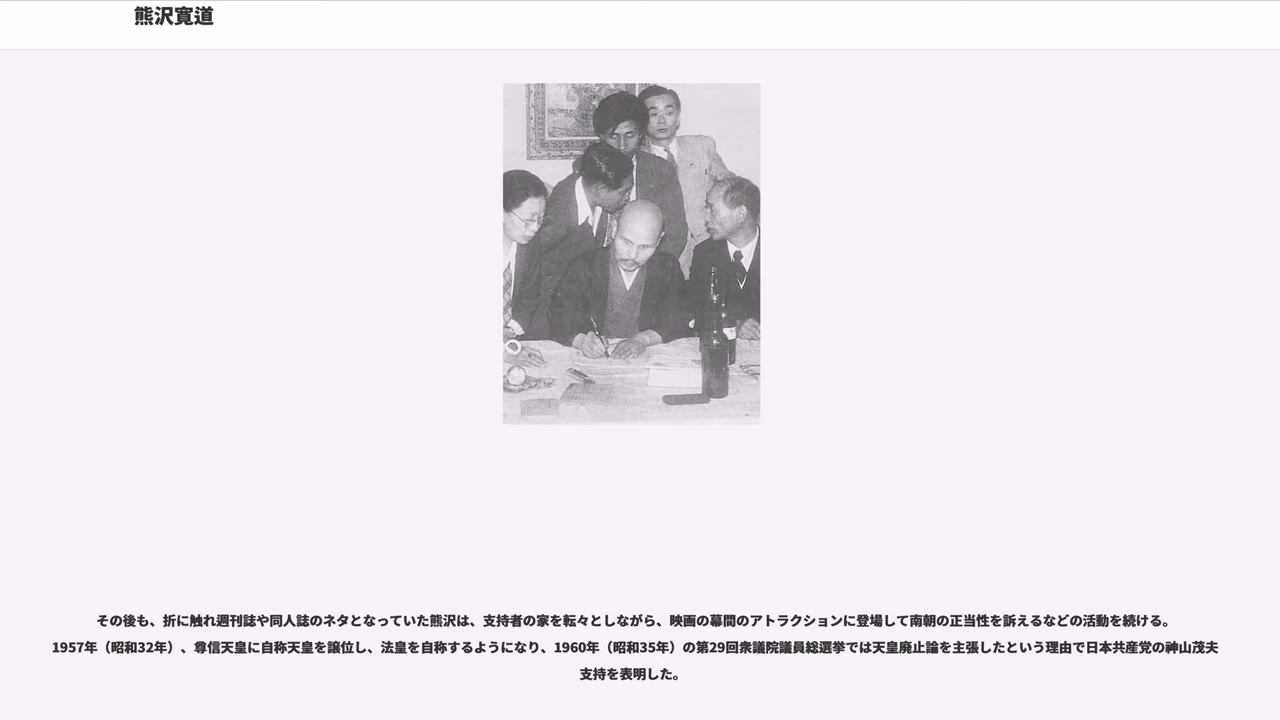 熊沢寛道
その後も、折に触れ週刊誌や同人誌のネタとなっていた熊沢は、支持者の家を転々としながら、映画の幕間のアトラクションに登場して南朝の正当性を訴えるなどの活動を続ける。
1957年（昭和32年）、尊信天皇に自称天皇を譲位し、法皇を自称するようになり、1960年（昭和35年）の第29回衆議院議員総選挙では天皇廃止論を主張したという理由で日本共産党の神山茂夫
支持を表明した。